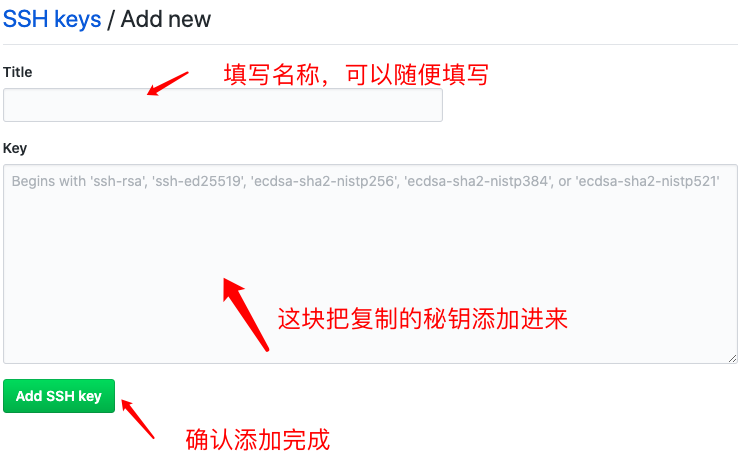 SSH keys / Add new
Title
填写名称，可以随便填写
Key
Begins with 'ssh-rsa', 'ssh-ed25519', 'ecdsa-sha2-nistp256', 'ecdsa-sha2-nistp384', or 'ecdsa-sha2-nistp521'
这块把复制的秘钥添加进来
Add SSH key
确认添加完成